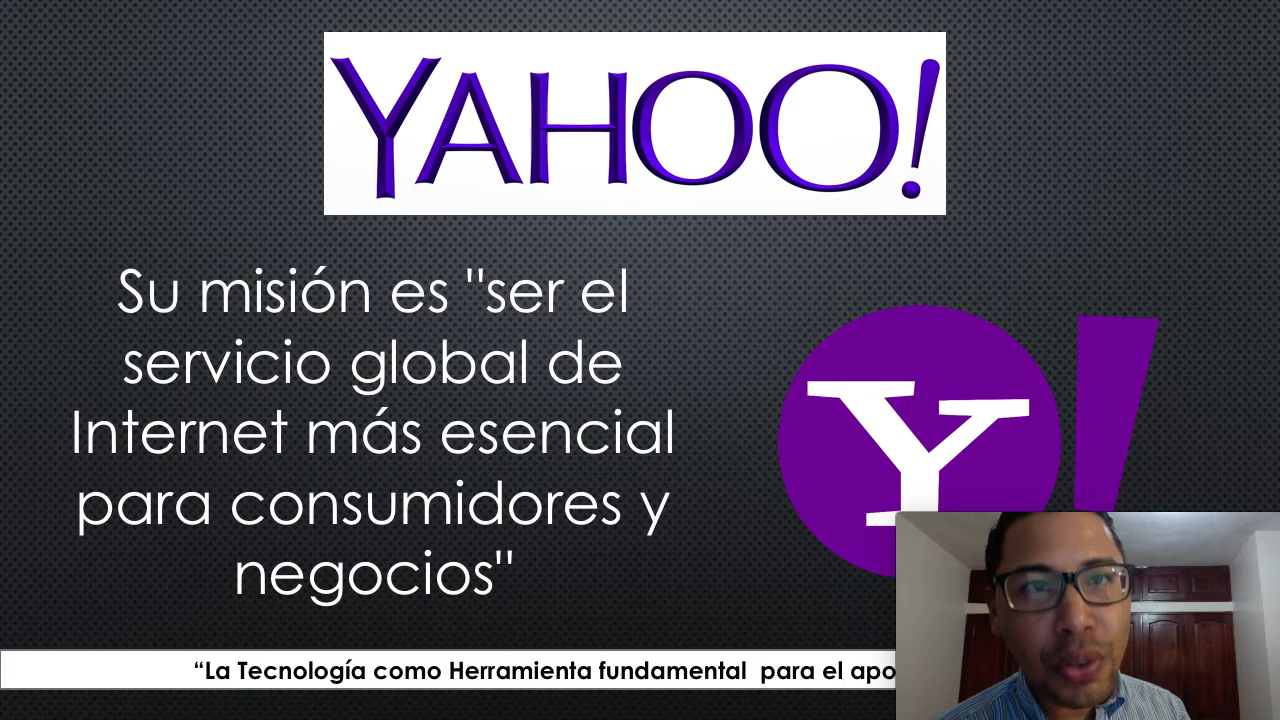 YAHOO!
Su misión es "ser el
servicio global de
Internet más esencial
para consumidores y
negocios"
Y!
“La Tecnología como Herramienta fundamental para el apo